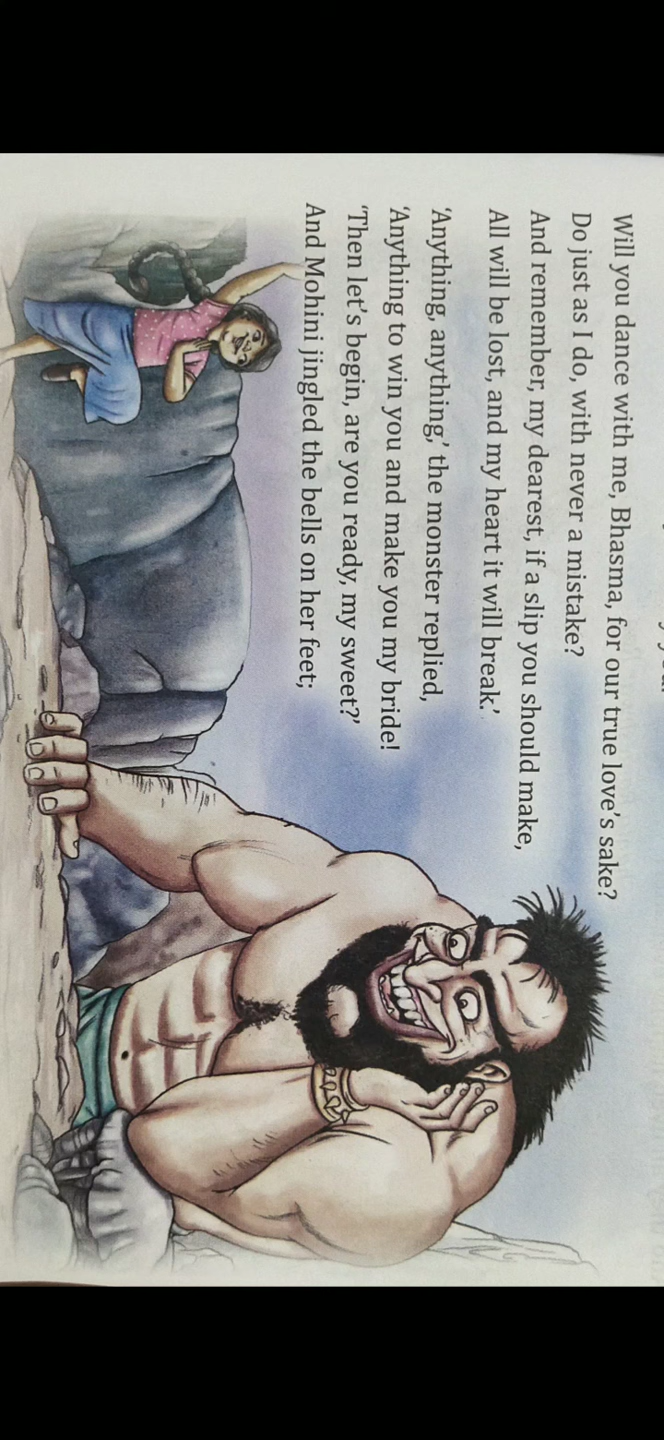 Will you dance with me, Bhasma, for our true love's sake?
Do just as I do, with never a mistake?
And remember, my dearest, if a slip you should make,
All will be lost, and my heart it will break.'
'Anything, anything,' the monster replied,
'Anything to win you and make you my bride!
'Then let's begin, are you ready, my sweet?'
And Mohini jingled the bells on her feet;